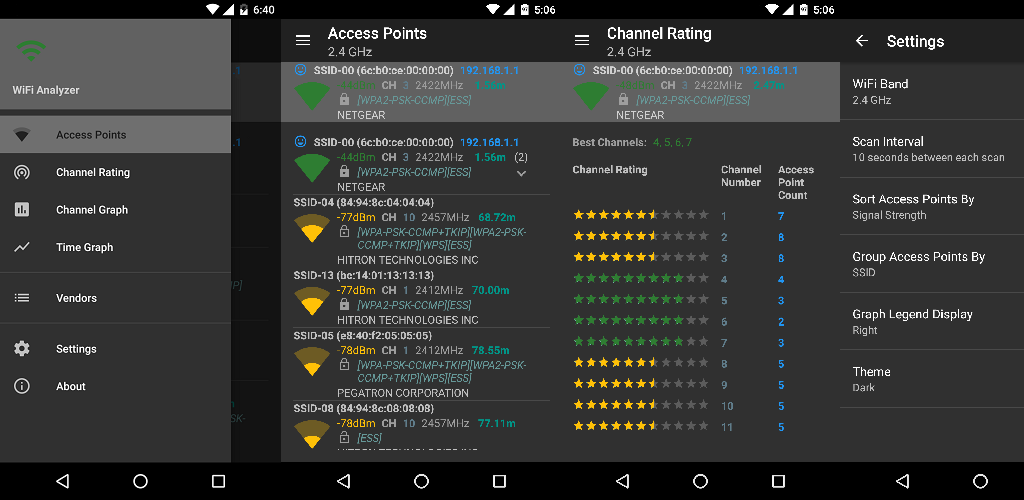 6:40
WiFi Analyzer
Access Points
Channel Rating
Channel Graph
Time Graph
Vendors
Settings
About
5:06
Access Points
2.4 GHz
SSID-00 (6c:b0:ce:00:00:00) 192.168.1.1
CH 3 2422MHz
[WPA2-PSK-CCMP][ESS]
NETGEAR
SSID-00 (6c:b0:ce:00:00:00) 192.168.1.1
-44dBm CH 3 2422MHz 1.56m (2)
[WPA2-PSK-CCMP][ESS]
NETGEAR
SSID-04 (84:94:8c:04:04:04)
-77dBm CH 10 2457MHz 68.72m
[WPA-PSK-CCMP+TKIP][WPA2-PSK-
CCMP+TKIP][WPS][ESS]
HITRON TECHNOLOGIES INC
SSID-13 (bc:14:01:13:13:13)
-77dBm CH 1 2412MHz 70.00m
[WPA2-PSK-CCMP][ESS]
HITRON TECHNOLOGIES INC
SSID-05 (e8:40:f2:05:05:05)
-78dBm CH 1 2412MHz 78.55m
[WPA-PSK-CCMP+TKIP][WPA2-PSK-
CCMP+TKIP][WPS][ESS]
PEGATRON CORPORATION
SSID-08 (84:94:8c:08:08:08)
-78dBm CH 10 2457MHz 77.11m
[ESS]
5:06
Channel Rating
2.4 GHz
SSID-00 (6c:b0:ce:00:00:00) 192.168.1.1
CH 3 2422MHz
[WPA2-PSK-CCMP][ESS]
NETGEAR
Best Channels: 4, 5, 6, 7
Channel Rating Channel Number Access Point Count
1 7
2 8
3 8
4 4
5 3
6 2
7 3
8 5
9 5
10 5
11 5
Settings
WiFi Band
2.4 GHz
Scan Interval
10 seconds between each scan
Sort Access Points By
Signal Strength
Group Access Points By
SSID
Graph Legend Display
Right
Theme
Dark